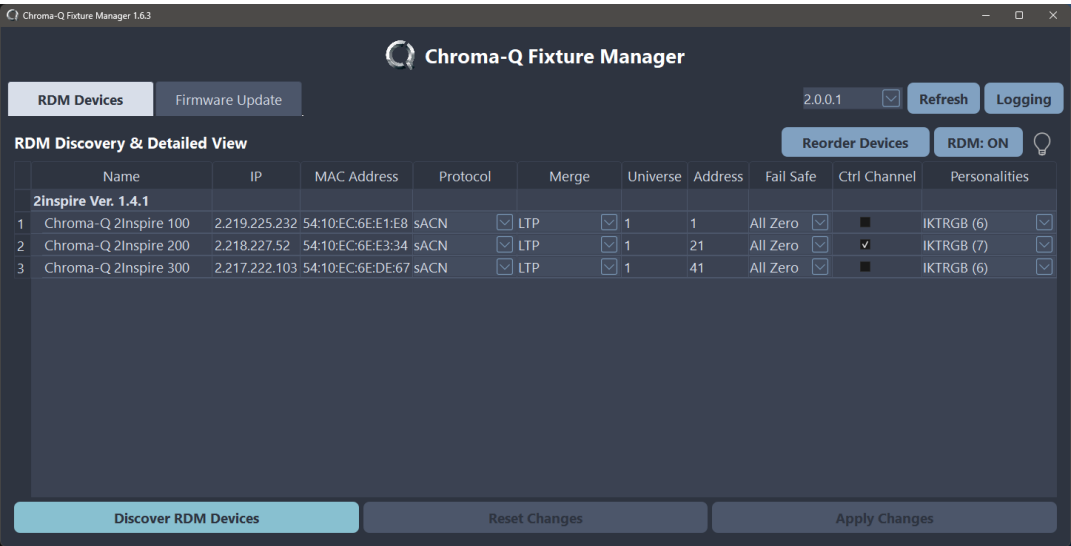 Chroma-Q Fixture Manager 1.6.3
Chroma-Q Fixture Manager
RDM Devices Firmware Update 2.0.0.1 Refresh Logging
RDM Discovery & Detailed View Reorder Devices RDM: ON
Name IP MAC Address Protocol Merge Universe Address Fail Safe Ctrl Channel Personalities
2inspire Ver. 1.4.1
1 Chroma-Q 2Inspire 100 2.219.225.232 54:10:EC:6E:E1:E8 sACN LTP 1 1 All Zero IKTRGB (6)
2 Chroma-Q 2Inspire 200 2.218.227.52 54:10:EC:6E:E3:34 sACN LTP 1 21 All Zero IKTRGB (7)
3 Chroma-Q 2Inspire 300 2.217.222.103 54:10:EC:6E:DE:67 sACN LTP 1 41 All Zero IKTRGB (6)
Discover RDM Devices Reset Changes Apply Changes